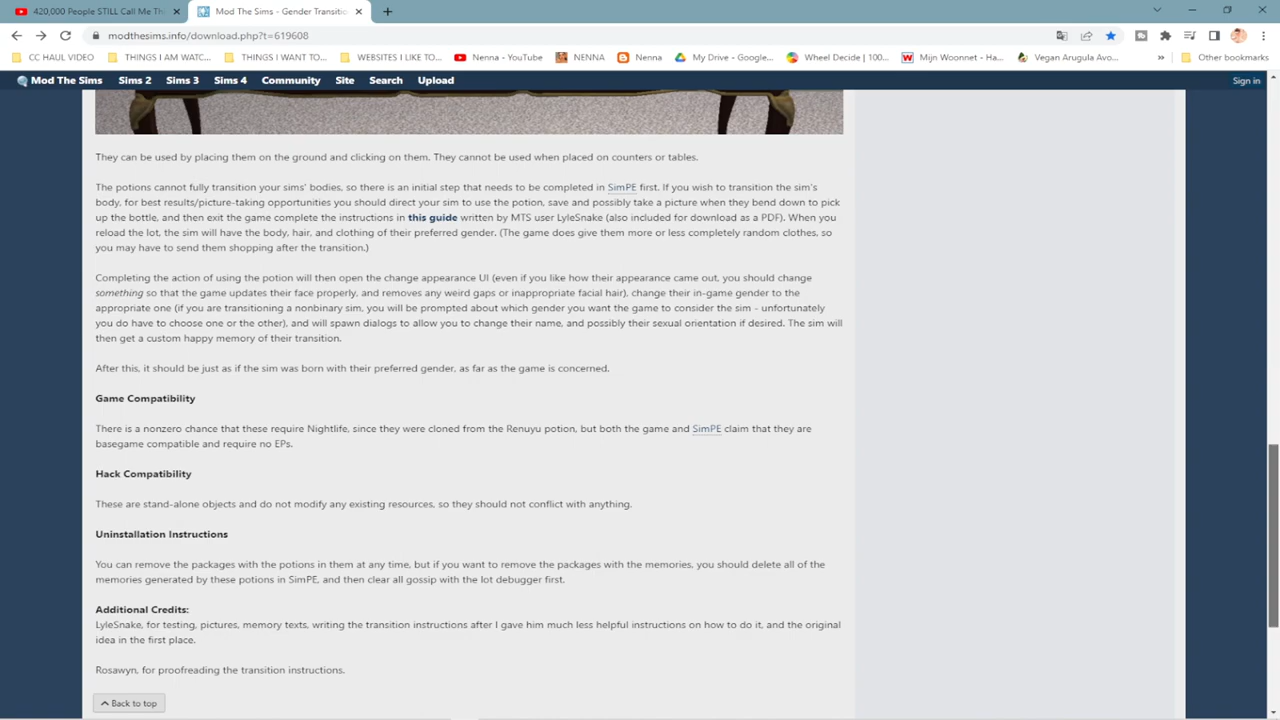 420,000 People STILL Call Me Th
Mod The Sims - Gender Transitio
modthesims.info/download.php?t=619608
CC HAUL VIDEO
THINGS I AM WATC...
THINGS I WANT TO...
WEBSITES I LIKE TO...
Nenna - YouTube
NENNA
Nenna
My Drive - Google...
Wheel Decide | 100...
Mijn Woonnet - Ha...
Vegan Arugula Avo...
»
Other bookmarks
Mod The Sims
Sims 2
Sims 3
Sims 4
Community
Site
Search
Upload
Sign in
They can be used by placing them on the ground and clicking on them. They cannot be used when placed on counters or tables.
The potions cannot fully transition your sims' bodies, so there is an initial step that needs to be completed in SimPE first. If you wish to transition the sim's
body, for best results/picture-taking opportunities you should direct your sim to use the potion, save and possibly take a picture when they bend down to pick
up the bottle, and then exit the game complete the instructions in this guide written by MTS user LyleSnake (also included for download as a PDF). When you
reload the lot, the sim will have the body, hair, and clothing of their preferred gender. (The game does give them more or less completely random clothes, so
you may have to send them shopping after the transition.)
Completing the action of using the potion will then open the change appearance UI (even if you like how their appearance came out, you should change
something so that the game updates their face properly, and removes any weird gaps or inappropriate facial hair), change their in-game gender to the
appropriate one (if you are transitioning a nonbinary sim, you will be prompted about which gender you want the game to consider the sim - unfortunately
you do have to choose one or the other), and will spawn dialogs to allow you to change their name, and possibly their sexual orientation if desired. The sim will
then get a custom happy memory of their transition.
After this, it should be just as if the sim was born with their preferred gender, as far as the game is concerned.
Game Compatibility
There is a nonzero chance that these require Nightlife, since they were cloned from the Renuyu potion, but both the game and SimPE claim that they are
basegame compatible and require no EPs.
Hack Compatibility
These are stand-alone objects and do not modify any existing resources, so they should not conflict with anything.
Uninstallation Instructions
You can remove the packages with the potions in them at any time, but if you want to remove the packages with the memories, you should delete all of the
memories generated by these potions in SimPE, and then clear all gossip with the lot debugger first.
Additional Credits:
LyleSnake, for testing, pictures, memory texts, writing the transition instructions after I gave him much less helpful instructions on how to do it, and the original
idea in the first place.
Rosawyn, for proofreading the transition instructions.
Back to top